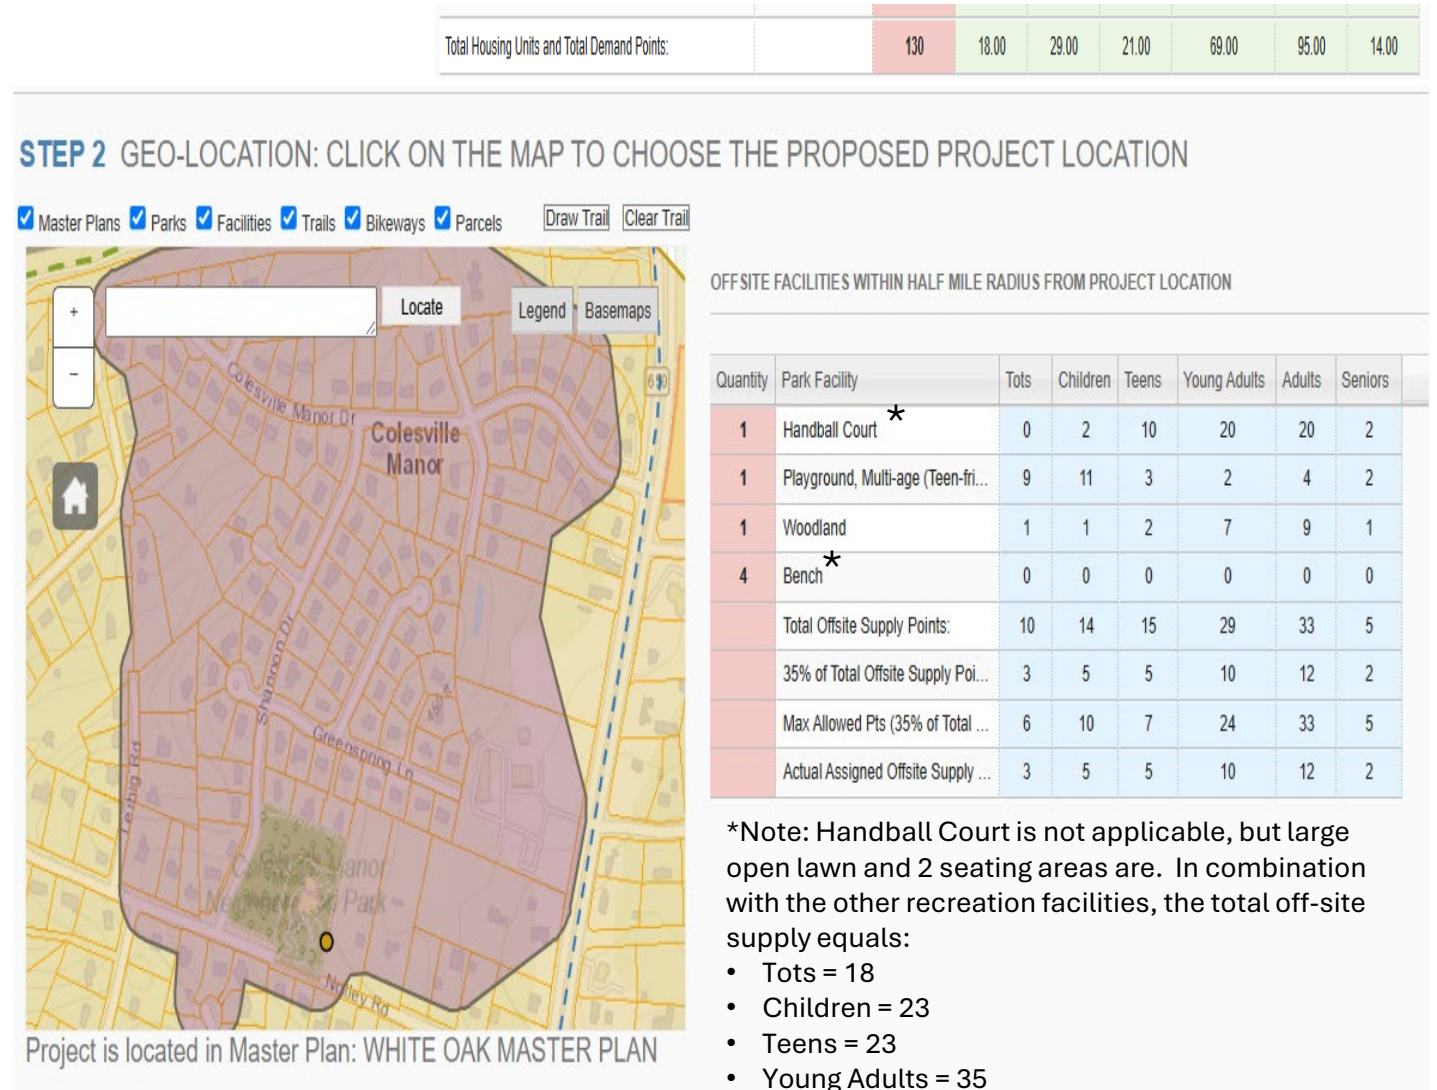 Total Housing Units and Total Demand Points: 130 18.00 29.00 21.00 69.00 95.00 14.00
STEP 2 GEO-LOCATION: CLICK ON THE MAP TO CHOOSE THE PROPOSED PROJECT LOCATION
Master Plans Parks Facilities Trails Bikeways Parcels Draw Trail Clear Trail
+
Locate
Legend
Basemaps
−
650
Colesville Manor Dr
Colesville
Manor
Shannon Dr
Greenspring Ln
Notley Rd
Project is located in Master Plan: WHITE OAK MASTER PLAN
OFFSITE FACILITIES WITHIN HALF MILE RADIUS FROM PROJECT LOCATION
Quantity Park Facility Tots Children Teens Young Adults Adults Seniors
1 Handball Court * 0 2 10 20 20 2
1 Playground, Multi-age (Teen-fri... 9 11 3 2 4 2
1 Woodland 1 1 2 7 9 1
4 Bench * 0 0 0 0 0 0
Total Offsite Supply Points: 10 14 15 29 33 5
35% of Total Offsite Supply Poi... 3 5 5 10 12 2
Max Allowed Pts (35% of Total ... 6 10 7 24 33 5
Actual Assigned Offsite Supply ... 3 5 5 10 12 2
*Note: Handball Court is not applicable, but large
open lawn and 2 seating areas are. In combination
with the other recreation facilities, the total off-site
supply equals:
• Tots = 18
• Children = 23
• Teens = 23
• Young Adults = 35